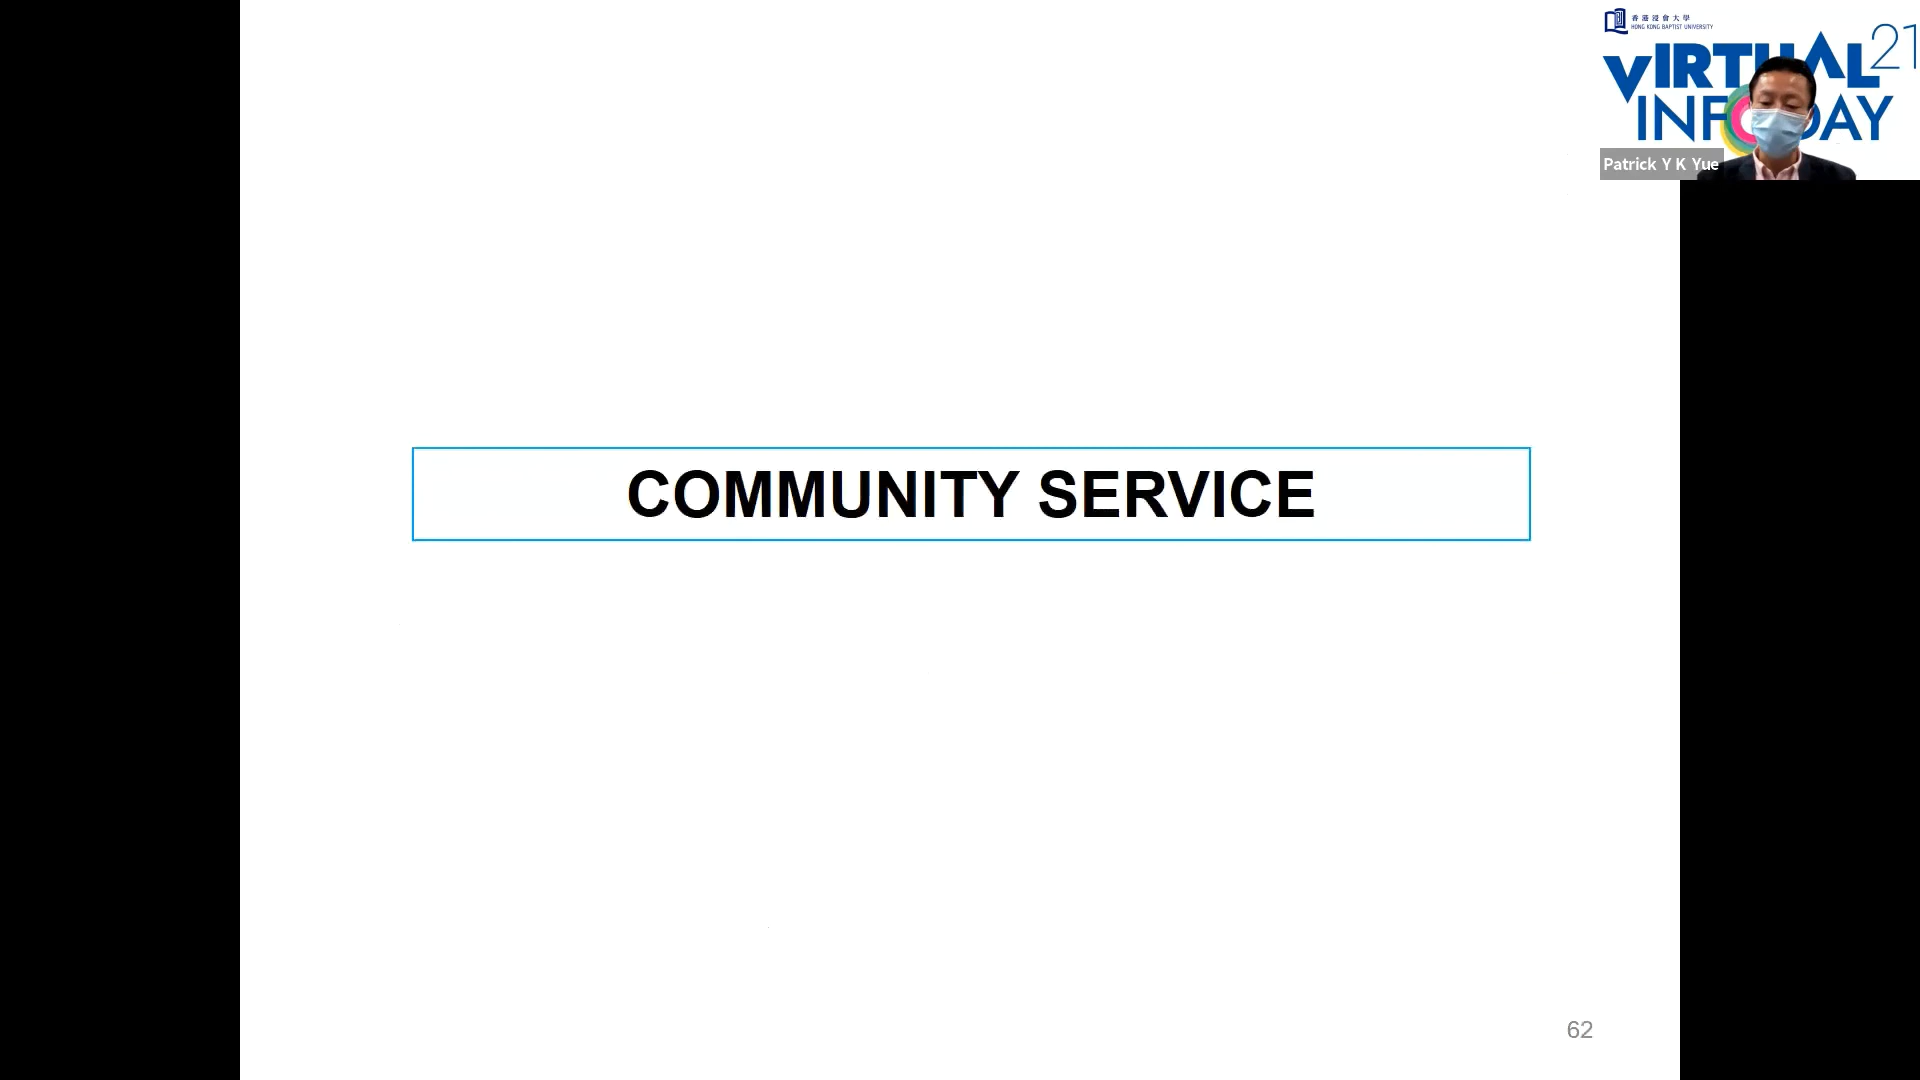 香港浸會大學
HONG KONG BAPTIST UNIVERSITY
VIRTUAL 21
INFODAY
Patrick Y K Yue
COMMUNITY SERVICE
62